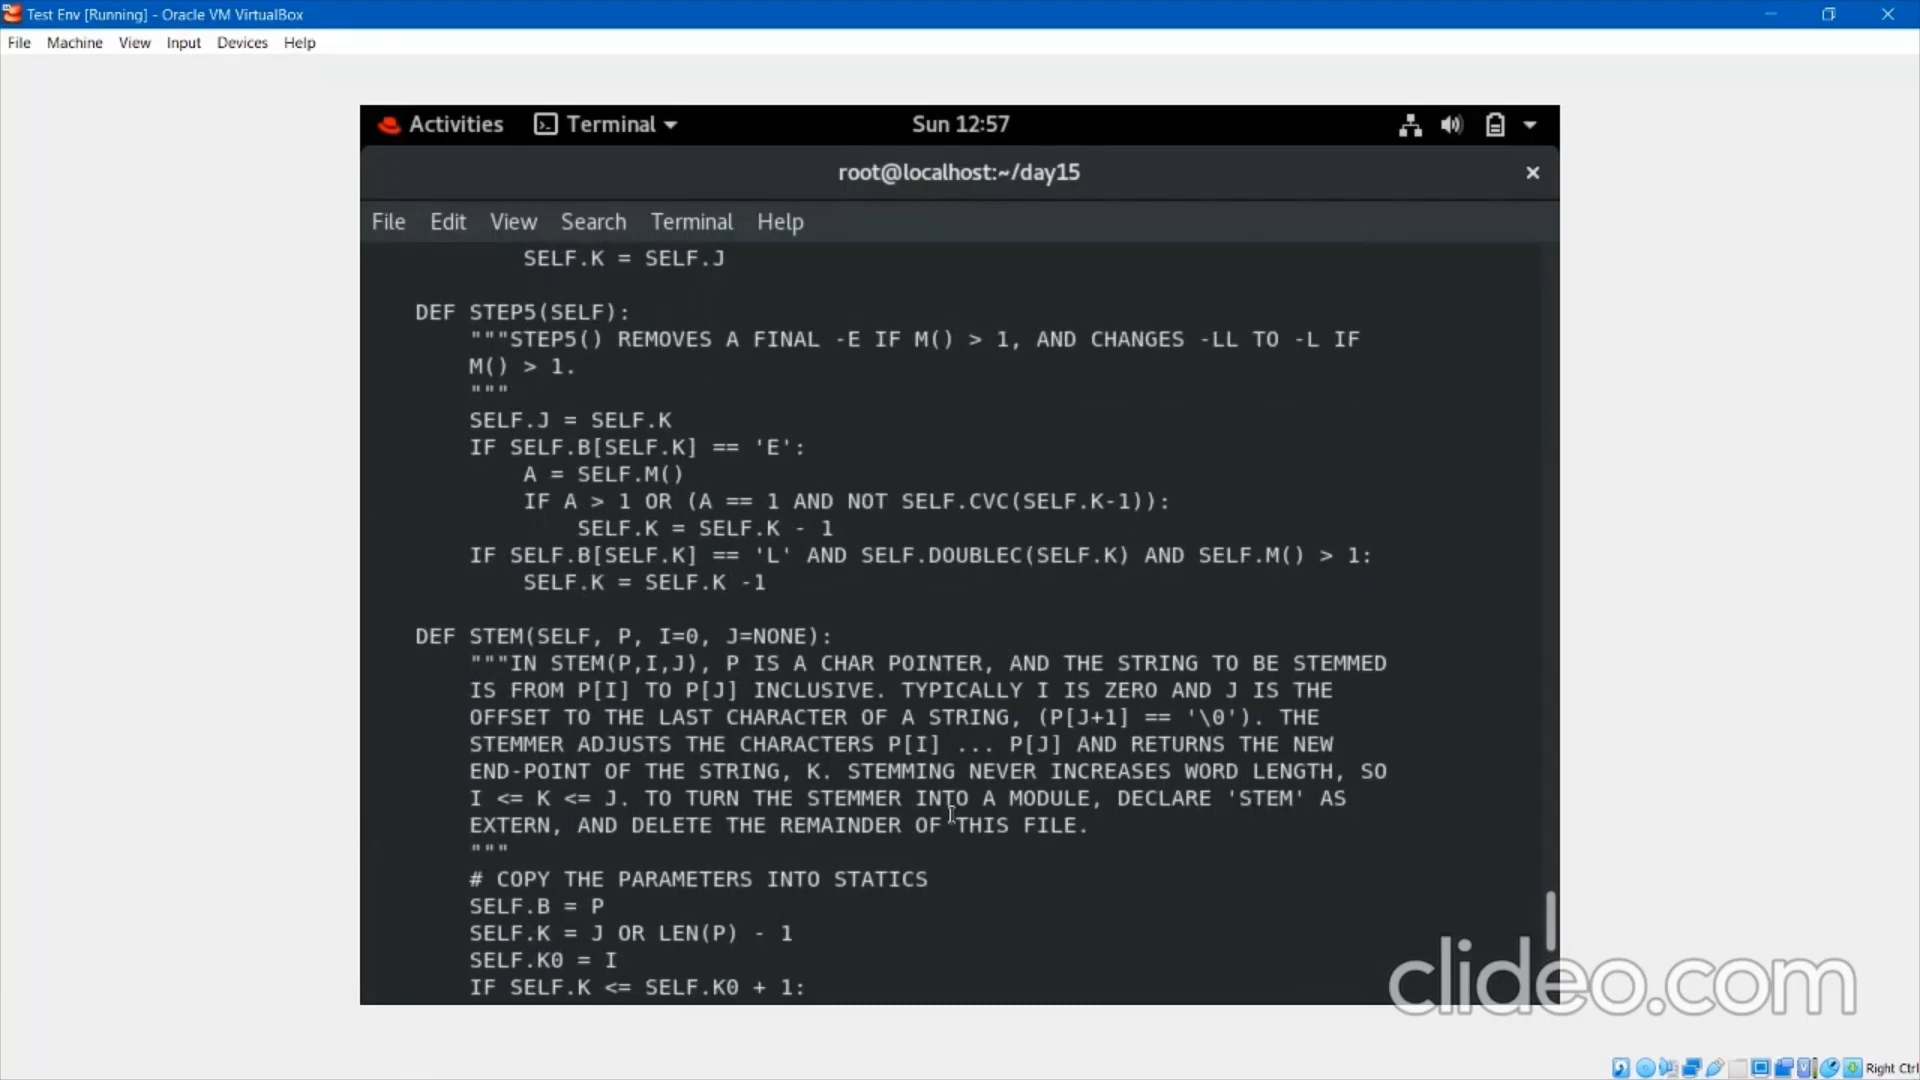 Test Env [Running] - Oracle VM VirtualBox
File Machine View Input Devices Help
Activities Terminal Sun 12:57
root@localhost:~/day15
File Edit View Search Terminal Help
SELF.K = SELF.J
DEF STEP5(SELF):
"""STEP5() REMOVES A FINAL -E IF M() > 1, AND CHANGES -LL TO -L IF
M() > 1.
"""
SELF.J = SELF.K
IF SELF.B[SELF.K] == 'E':
A = SELF.M()
IF A > 1 OR (A == 1 AND NOT SELF.CVC(SELF.K-1)):
SELF.K = SELF.K - 1
IF SELF.B[SELF.K] == 'L' AND SELF.DOUBLEC(SELF.K) AND SELF.M() > 1:
SELF.K = SELF.K -1
DEF STEM(SELF, P, I=0, J=NONE):
"""IN STEM(P,I,J), P IS A CHAR POINTER, AND THE STRING TO BE STEMMED
IS FROM P[I] TO P[J] INCLUSIVE. TYPICALLY I IS ZERO AND J IS THE
OFFSET TO THE LAST CHARACTER OF A STRING, (P[J+1] == '\0'). THE
STEMMER ADJUSTS THE CHARACTERS P[I] ... P[J] AND RETURNS THE NEW
END-POINT OF THE STRING, K. STEMMING NEVER INCREASES WORD LENGTH, SO
I <= K <= J. TO TURN THE STEMMER INTO A MODULE, DECLARE 'STEM' AS
EXTERN, AND DELETE THE REMAINDER OF THIS FILE.
"""
# COPY THE PARAMETERS INTO STATICS
SELF.B = P
SELF.K = J OR LEN(P) - 1
SELF.K0 = I
IF SELF.K <= SELF.K0 + 1:
clideo.com
Right Ctrl